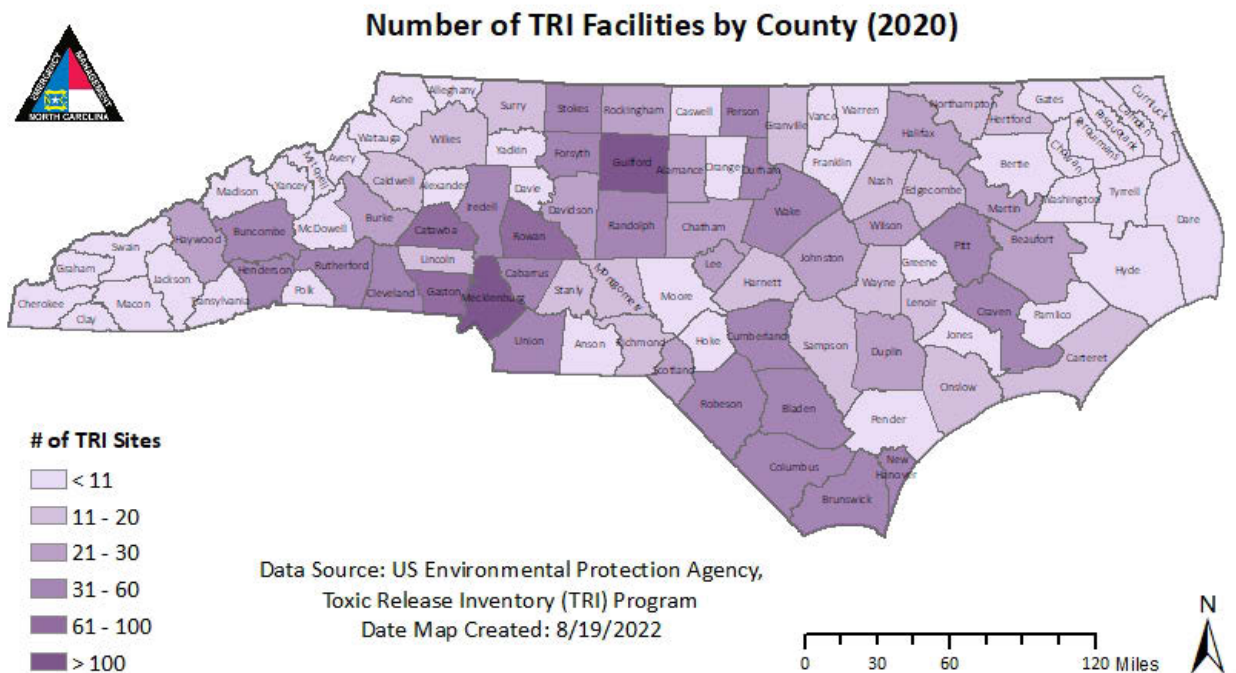 Number of TRI Facilities by County (2020)
EMERGENCY
MANAGEMENT
NORTH CAROLINA
Ashe
Alleghany
Surry
Stokes
Rockingham
Caswell
Person
Granville
Vance
Warren
Northampton
Hertford
Gates
Currituck
Camden
Pasquotank
Perquimans
Chowan
Watauga
Wilkes
Yadkin
Forsyth
Guilford
Alamance
Orange
Durham
Franklin
Halifax
Bertie
Mitchell
Avery
Caldwell
Alexander
Davie
Nash
Edgecombe
Madison
Yancey
Iredell
Davidson
Wake
Martin
Washington
Tyrrell
Dare
Burke
McDowell
Catawba
Rowan
Randolph
Chatham
Wilson
Swain
Haywood
Buncombe
Pitt
Beaufort
Hyde
Graham
Jackson
Henderson
Rutherford
Lincoln
Cabarrus
Lee
Johnston
Greene
Cherokee
Macon
Clay
Transylvania
Polk
Cleveland
Gaston
Mecklenburg
Stanly
Montgomery
Moore
Harnett
Wayne
Lenoir
Craven
Pamlico
Union
Anson
Richmond
Hoke
Cumberland
Sampson
Duplin
Jones
Carteret
Scotland
Onslow
Robeson
Bladen
Pender
Columbus
New
Hanover
Brunswick
# of TRI Sites
< 11
11 - 20
21 - 30
31 - 60
61 - 100
> 100
Data Source: US Environmental Protection Agency,
Toxic Release Inventory (TRI) Program
Date Map Created: 8/19/2022
N
0 30 60 120 Miles